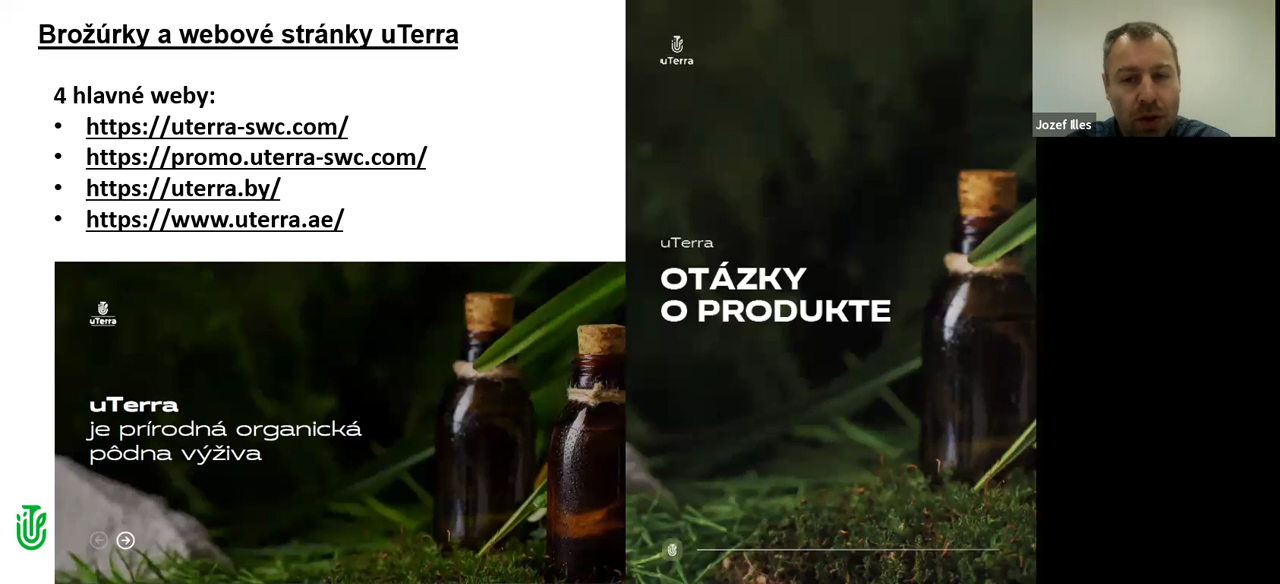 Brožúrky a webové stránky uTerra
4 hlavné weby:
• https://uterra-swc.com/
• https://promo.uterra-swc.com/
• https://uterra.by/
• https://www.uterra.ae/
uTerra
uTerra
je prírodná organická
pôdna výživa
uTerra
uTerra
OTÁZKY
O PRODUKTE
Jozef Illes